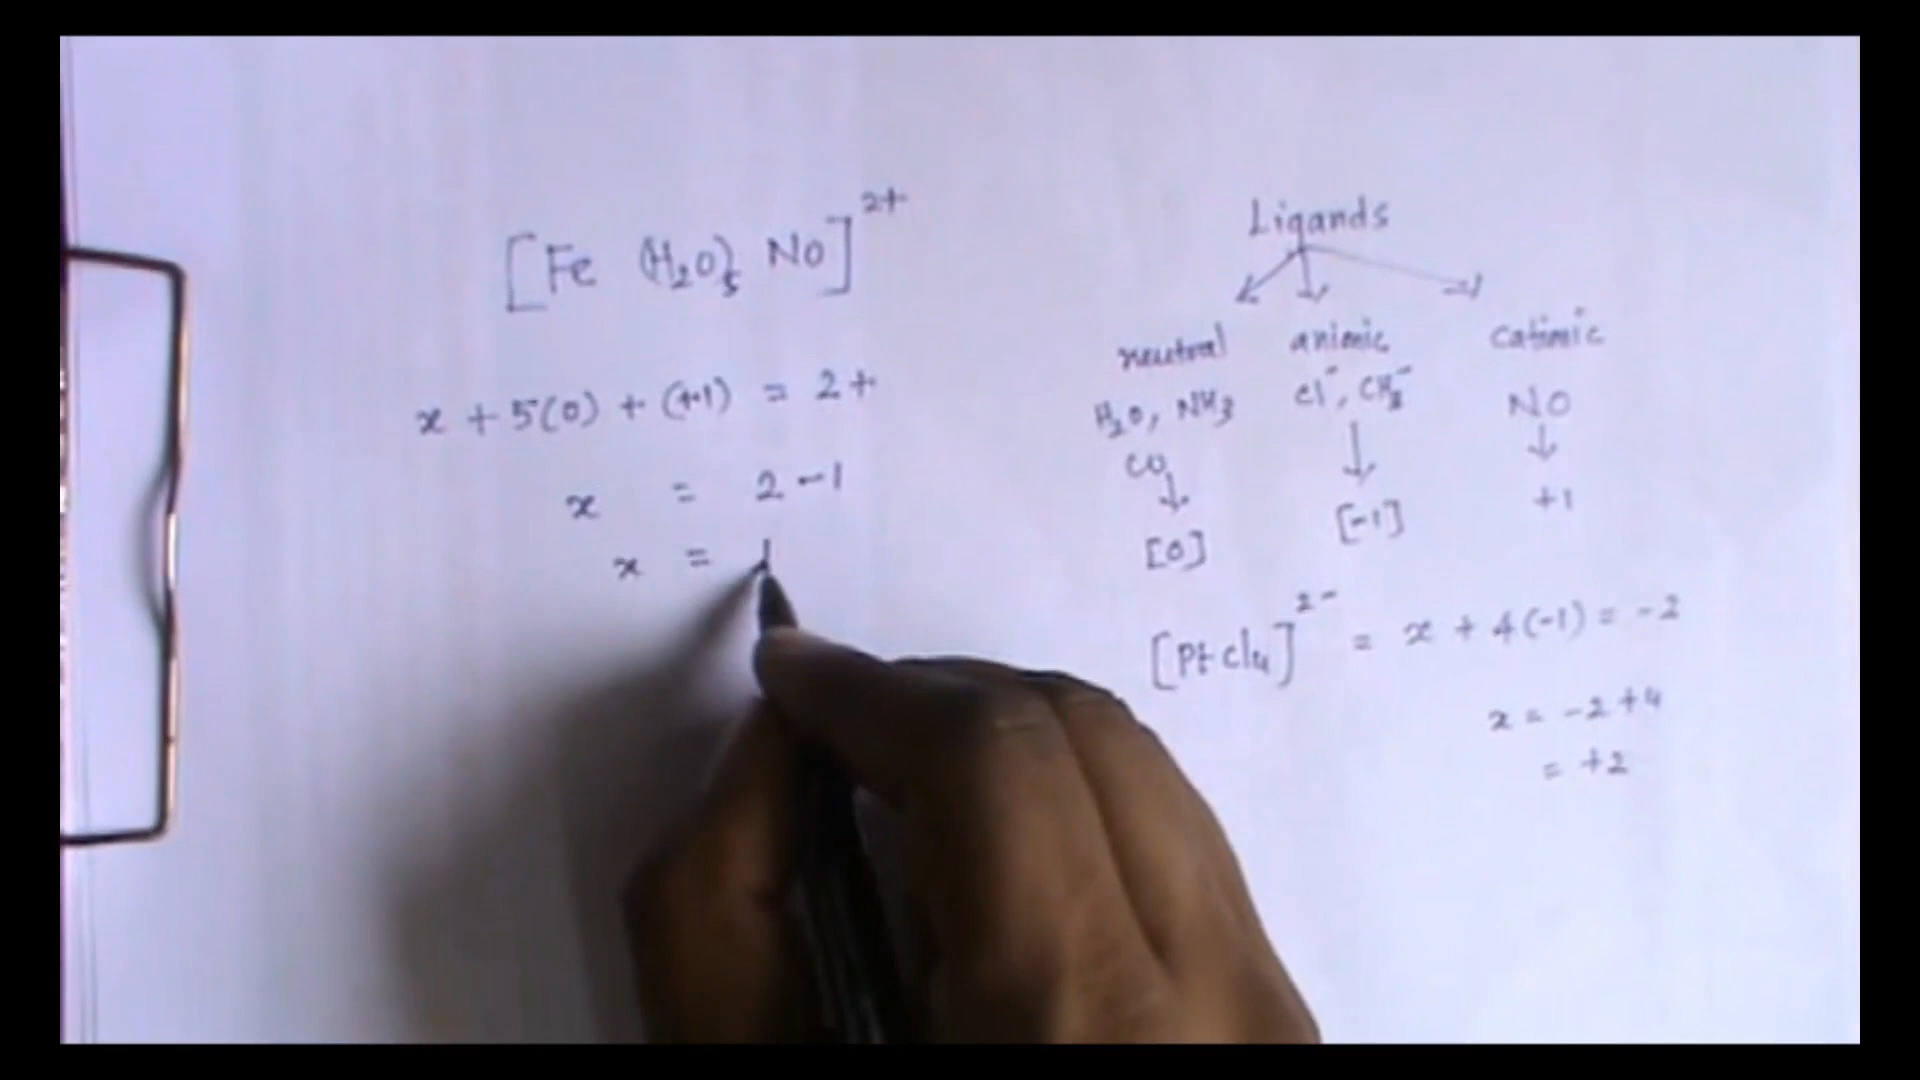 [Fe (H₂O)₅ NO]²⁺
x + 5(0) + (+1) = 2+
x = 2 - 1
x = 1
Ligands
neutral anionic cationic
H₂O, NH₃ Cl⁻, CH₃⁻ NO
CO
[0] [-1] +1
[PtCl₄]²⁻ = x + 4(-1) = -2
x = -2+4
= +2